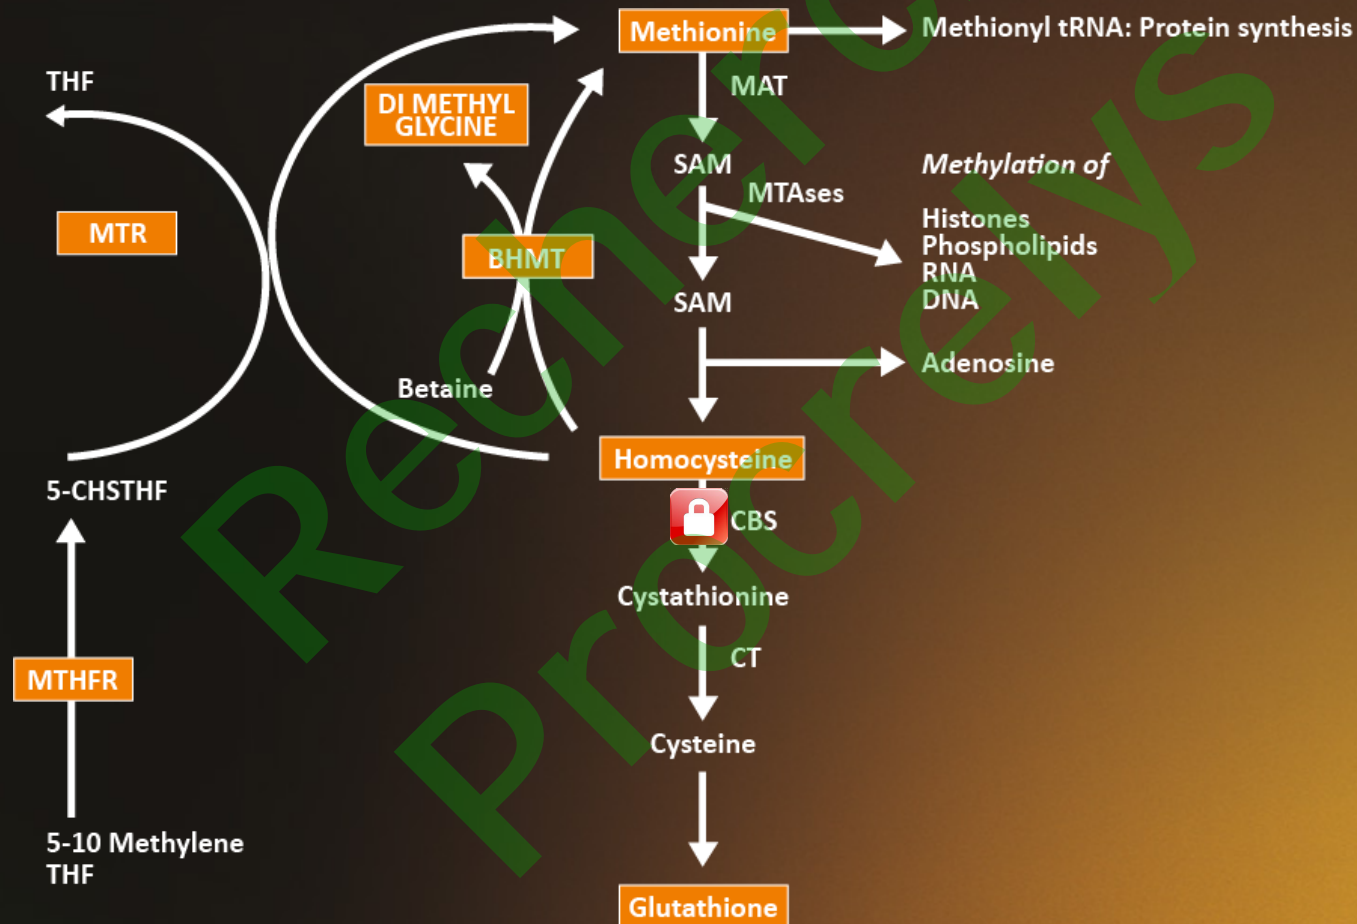 Methionine
Methionyl tRNA: Protein synthesis
THF
DI METHYL
GLYCINE
MAT
SAM
Methylation of
MTAses
MTR
Histones
Phospholipids
RNA
DNA
BHMT
SAM
Adenosine
Betaine
Homocysteine
5-CHSTHF
CBS
Cystathionine
CT
MTHFR
Cysteine
5-10 Methylene
THF
Glutathione
Procrelys